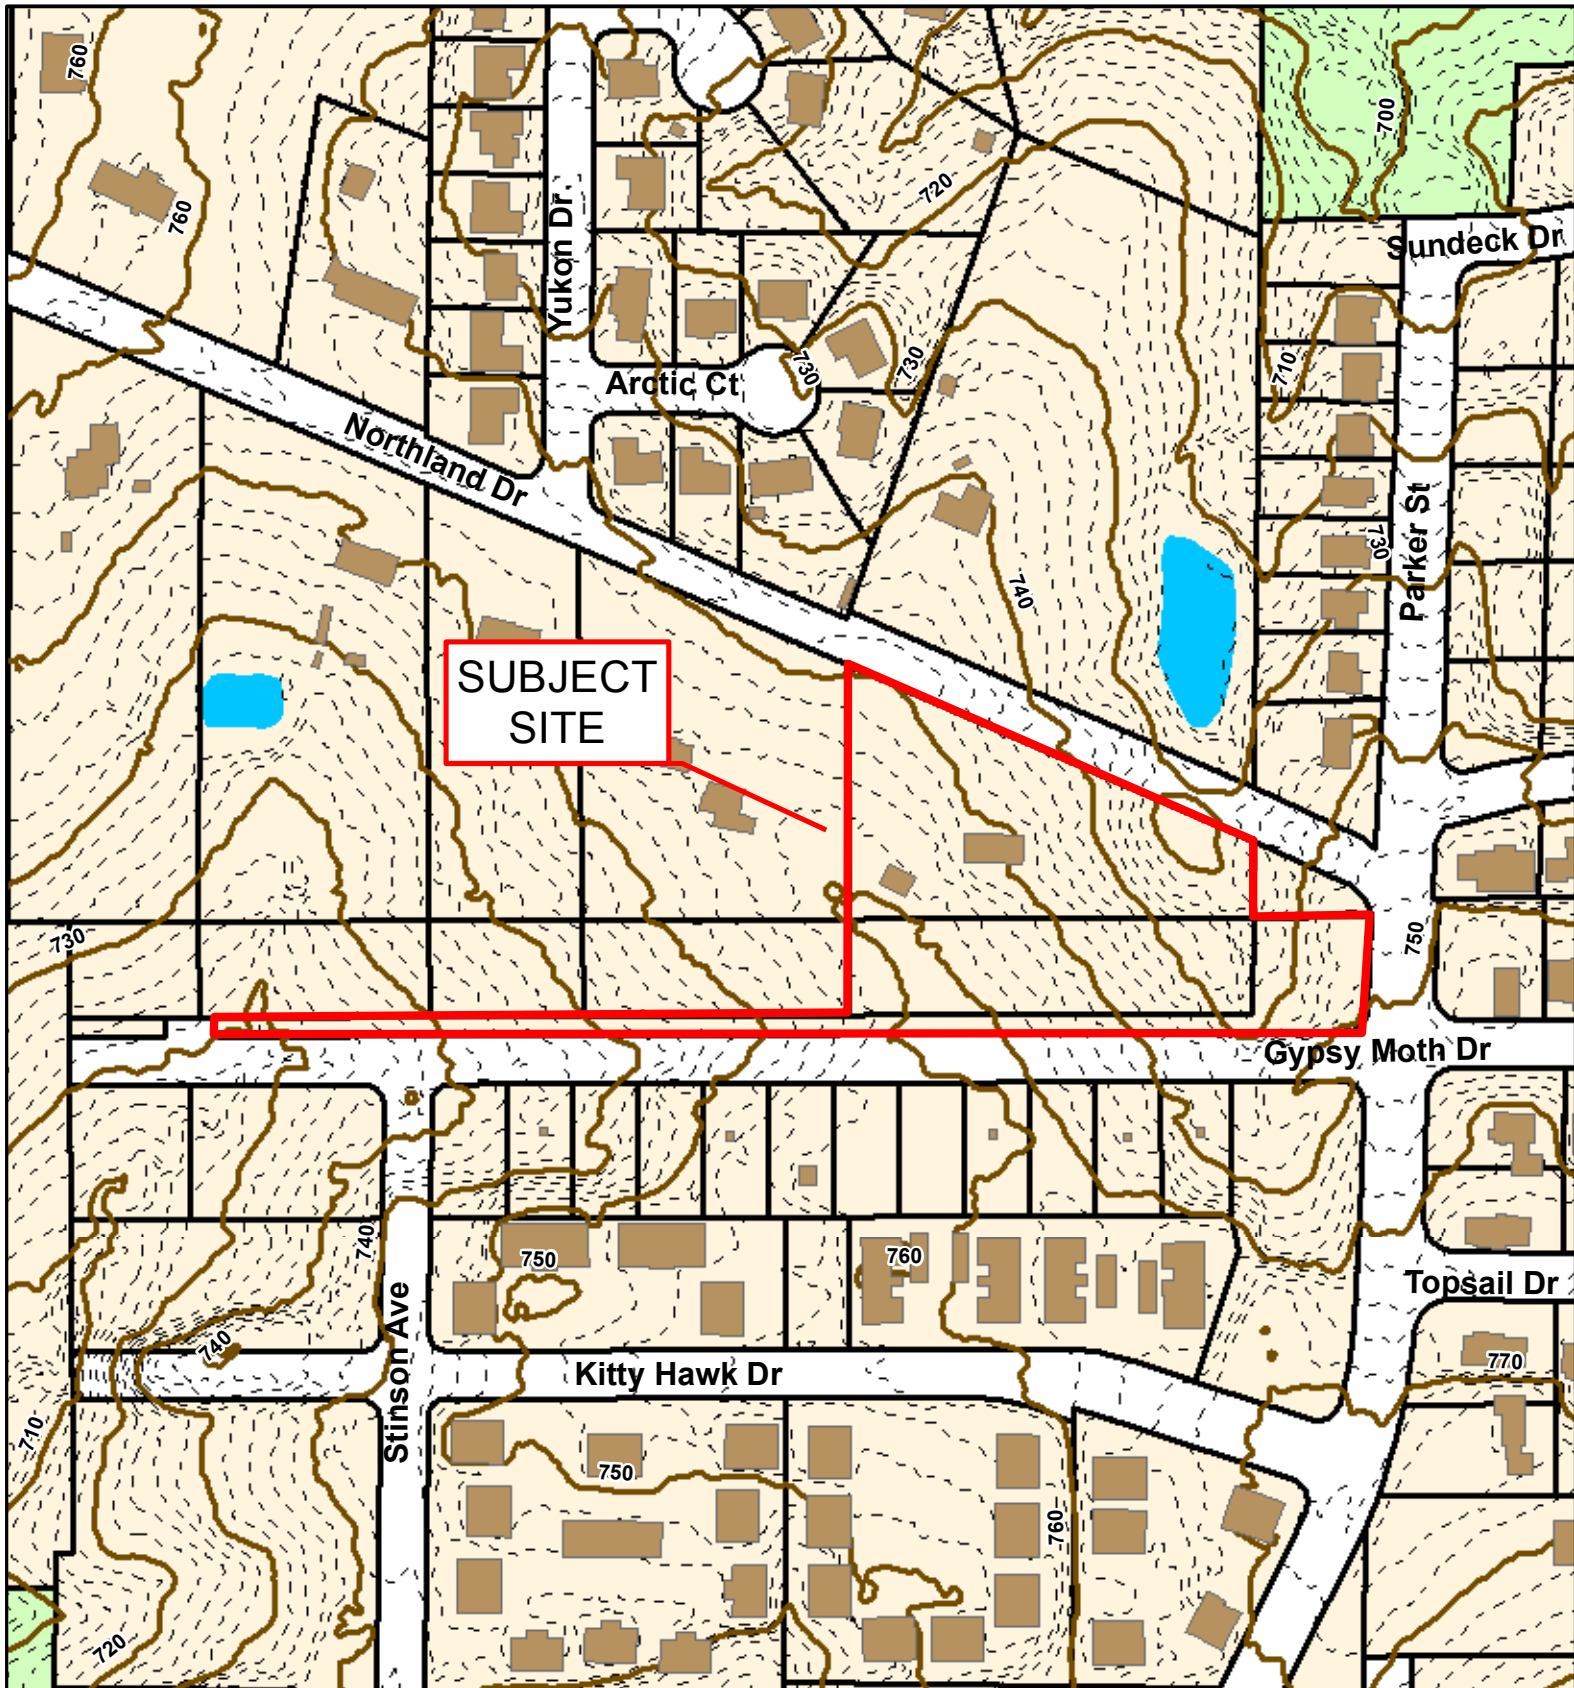 760
700
760
720
Sundeck Dr
Yukon Dr.
730
730
710
Arctic Ct
Northland Dr
Parker St
730
740
SUBJECT
SITE
730
750
Gypsy Moth Dr
740
750
760
Topsail Dr
Stinson Ave
740
Kitty Hawk Dr
770
710
750
760
720